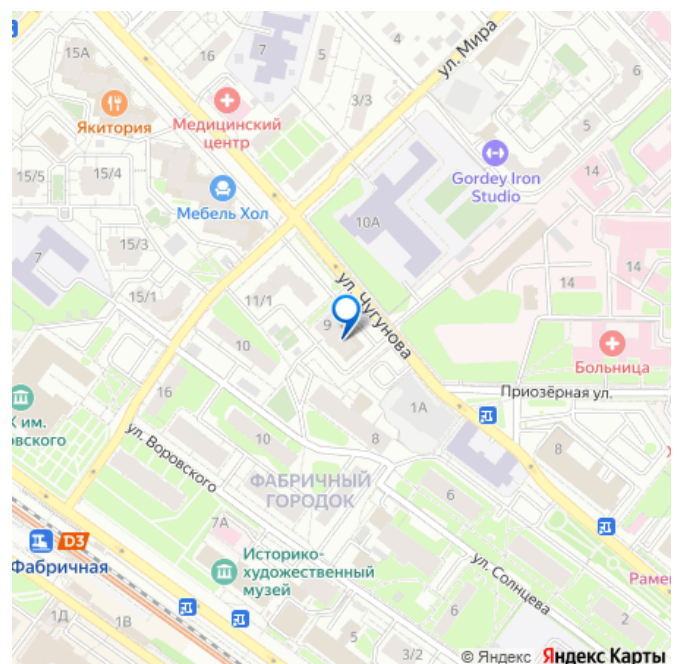 15А
16
7
5
4
ул. Мира
6
3/3
5
Якитория
Медицинский
центр
Gordey Iron
Studio
14
15/5
15/4
Мебель Хол
10А
15/3
7
14
14
15/1
11/1
ул. Чугунова
9
10
Больница
Приозёрная ул.
16
1А
К им.
овского
ул. Воровского
10
8
8
ФАБРИЧНЫЙ
ГОРОДОК
6
7А
D3
Фабричная
Историко-
художественный
музей
ул. Солнцева
Раме
1Д
1В
6
2
5
3/2
© Яндекс Яндекс Карты